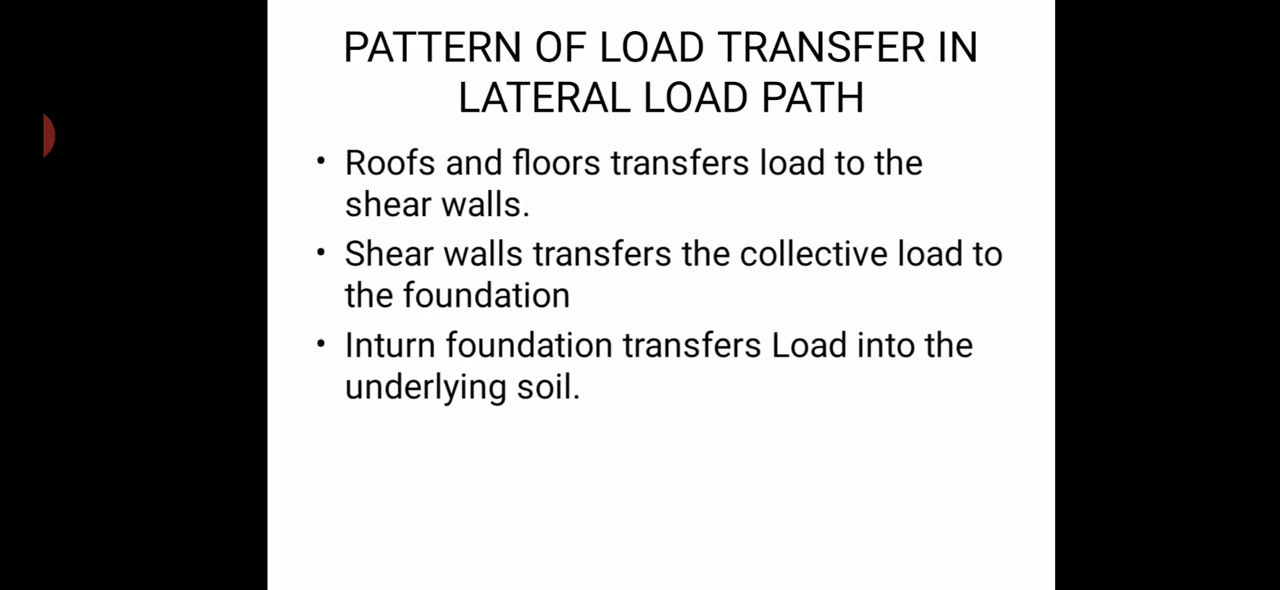 PATTERN OF LOAD TRANSFER IN
LATERAL LOAD PATH
• Roofs and floors transfers load to the
shear walls.
• Shear walls transfers the collective load to
the foundation
• Inturn foundation transfers Load into the
underlying soil.